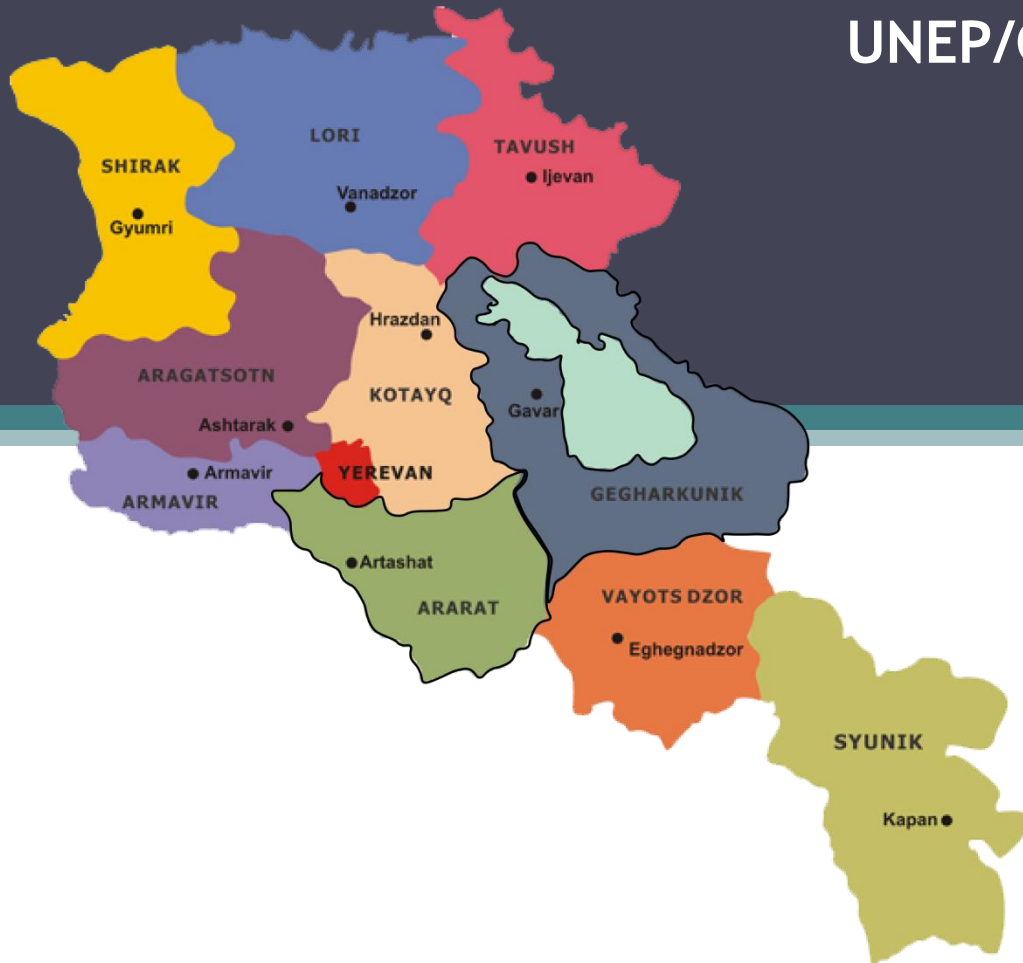 UNEP/
LORI
TAVUSH
SHIRAK
Ijevan
Vanadzor
Gyumri
Hrazdan
ARAGATSOTN
KOTAYQ
Gavar
Ashtarak
Armavir
YEREVAN
GEGHARKUNIK
ARMAVIR
Artashat
VAYOTS DZOR
ARARAT
Eghegnadzor
SYUNIK
Kapan